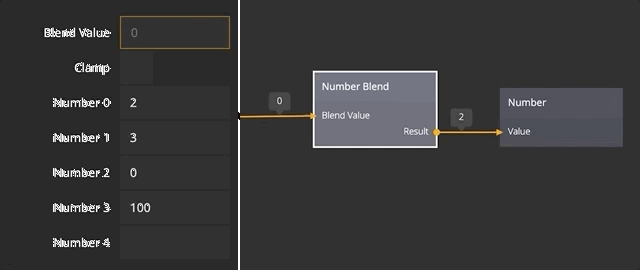 Blend Value 0
Clamp
Number 0 2
Number 1 3
Number 2 0
Number 3 100
Number 4
0
Number Blend
Blend Value
Result
2
Number
Value